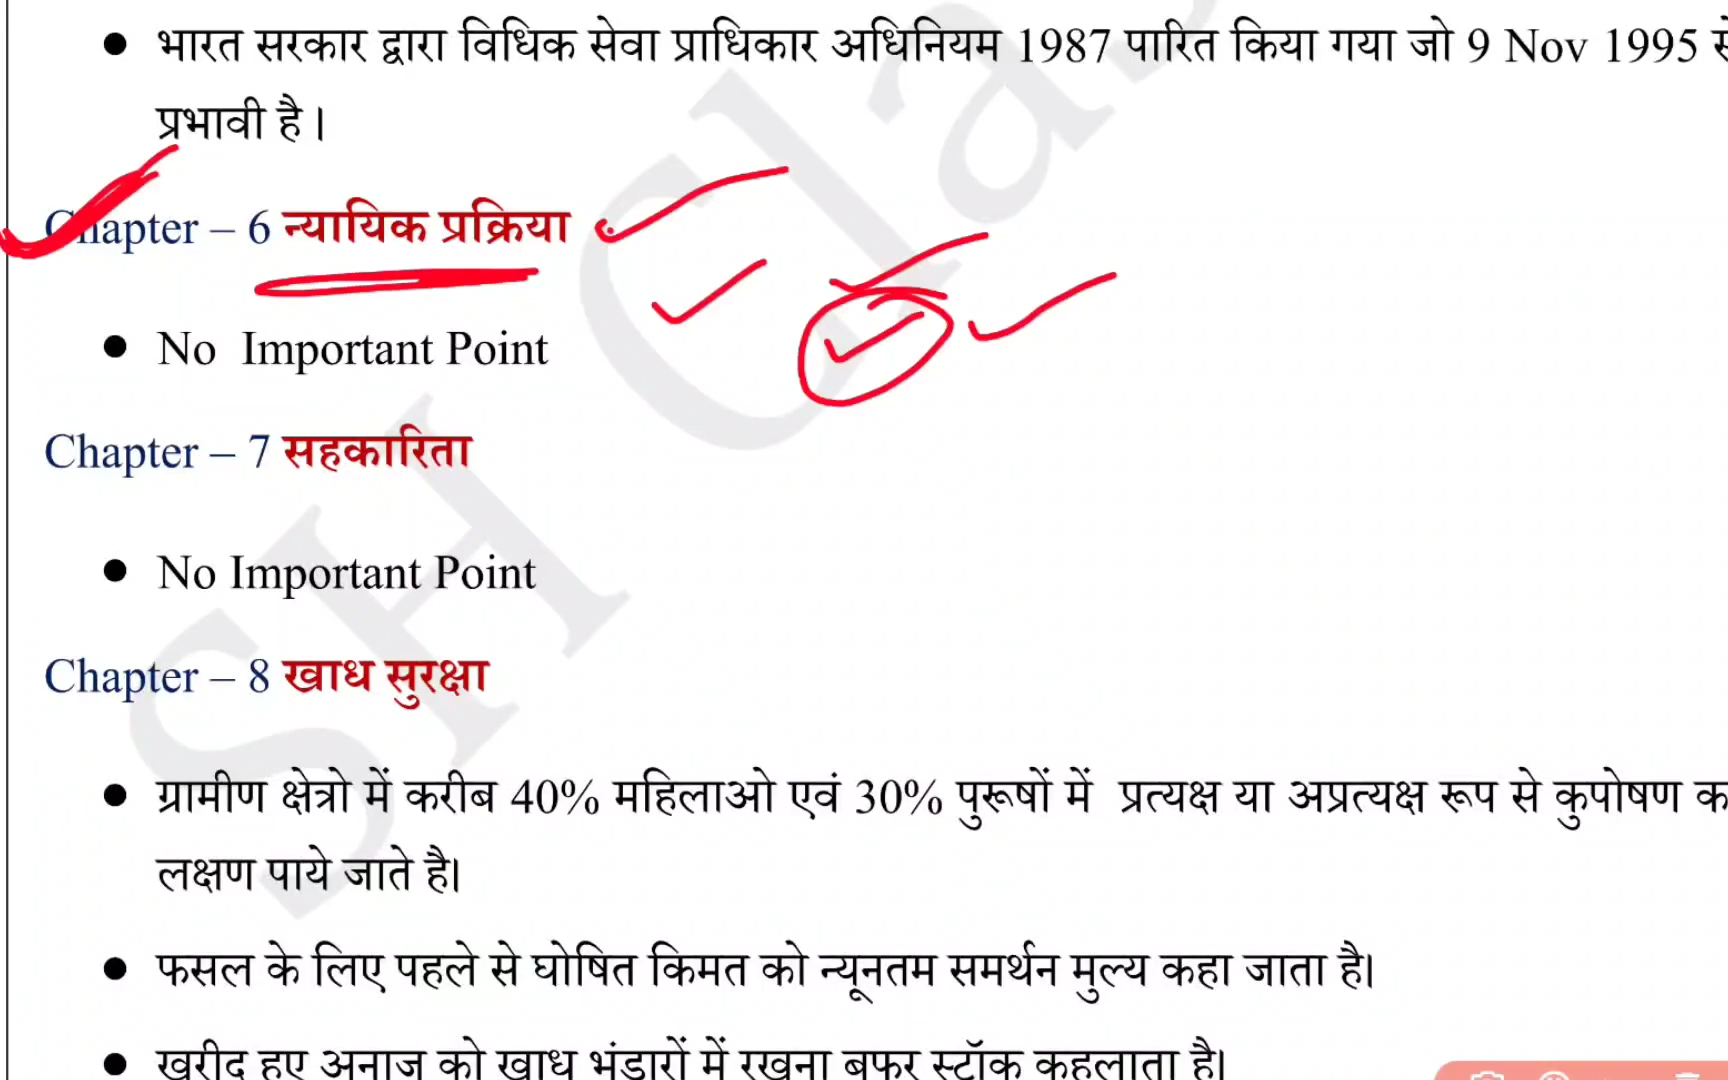 ● भारत सरकार द्वारा विधिक सेवा प्राधिकार अधिनियम 1987 पारित किया गया जो 9 Nov 1995 से
प्रभावी है।
Chapter – 6 न्यायिक प्रक्रिया
● No Important Point
Chapter – 7 सहकारिता
● No Important Point
Chapter – 8 खाध सुरक्षा
● ग्रामीण क्षेत्रो में करीब 40% महिलाओ एवं 30% पुरूषों में प्रत्यक्ष या अप्रत्यक्ष रूप से कुपोषण
लक्षण पाये जाते है।
● फसल के लिए पहले से घोषित किमत को न्यूनतम समर्थन मुल्य कहा जाता है।
● खरीद हुए अनाज को खाध भंडारों में रखना बफर स्टॉक कहलाता है।
SH Cla